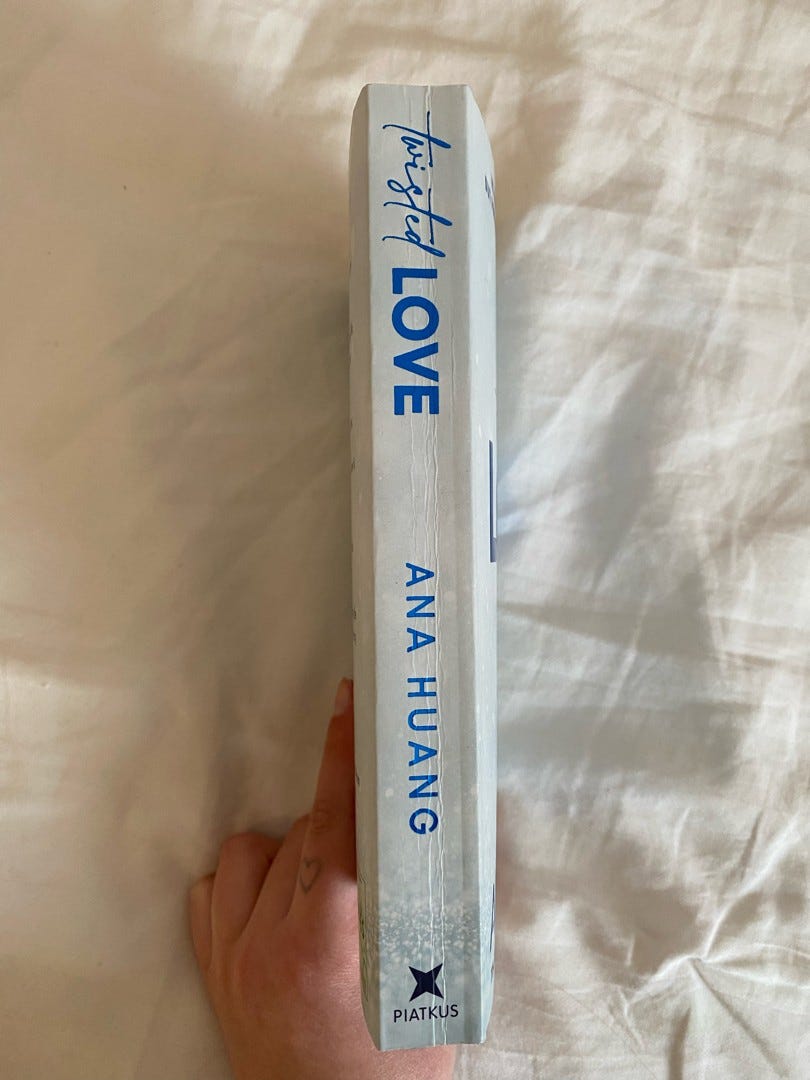 twisted LOVE
ANA HUANG
PIATKUS